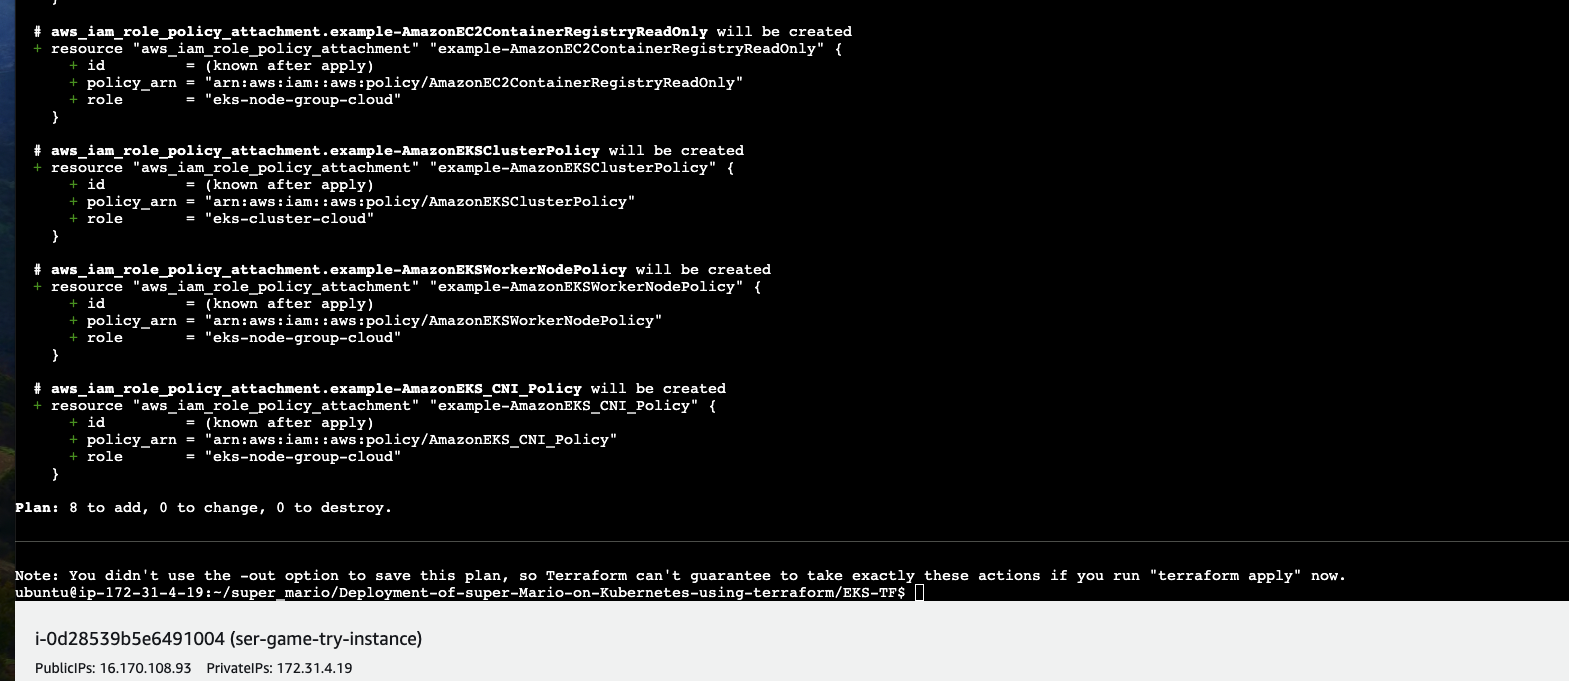 }
# aws_iam_role_policy_attachment.example-AmazonEC2ContainerRegistryReadOnly will be created
+ resource "aws_iam_role_policy_attachment" "example-AmazonEC2ContainerRegistryReadOnly" {
+ id         = (known after apply)
+ policy_arn = "arn:aws:iam::aws:policy/AmazonEC2ContainerRegistryReadOnly"
+ role       = "eks-node-group-cloud"
}
# aws_iam_role_policy_attachment.example-AmazonEKSClusterPolicy will be created
+ resource "aws_iam_role_policy_attachment" "example-AmazonEKSClusterPolicy" {
+ id         = (known after apply)
+ policy_arn = "arn:aws:iam::aws:policy/AmazonEKSClusterPolicy"
+ role       = "eks-cluster-cloud"
}
# aws_iam_role_policy_attachment.example-AmazonEKSWorkerNodePolicy will be created
+ resource "aws_iam_role_policy_attachment" "example-AmazonEKSWorkerNodePolicy" {
+ id         = (known after apply)
+ policy_arn = "arn:aws:iam::aws:policy/AmazonEKSWorkerNodePolicy"
+ role       = "eks-node-group-cloud"
}
# aws_iam_role_policy_attachment.example-AmazonEKS_CNI_Policy will be created
+ resource "aws_iam_role_policy_attachment" "example-AmazonEKS_CNI_Policy" {
+ id         = (known after apply)
+ policy_arn = "arn:aws:iam::aws:policy/AmazonEKS_CNI_Policy"
+ role       = "eks-node-group-cloud"
}
Plan: 8 to add, 0 to change, 0 to destroy.
Note: You didn't use the -out option to save this plan, so Terraform can't guarantee to take exactly these actions if you run "terraform apply" now.
ubuntu@ip-172-31-4-19:~/super_mario/Deployment-of-super-Mario-on-Kubernetes-using-terraform/EKS-TF$
i-0d28539b5e6491004 (ser-game-try-instance)
PublicIPs: 16.170.108.93 PrivateIPs: 172.31.4.19